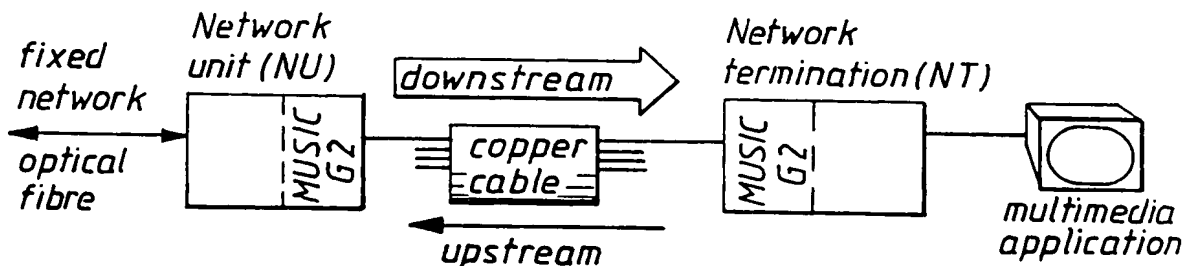 fixed
network
optical
fibre
Network
unit (NU)
MUSIC
G2
downstream
copper
cable
upstream
Network
termination (NT)
MUSIC
G2
multimedia
application